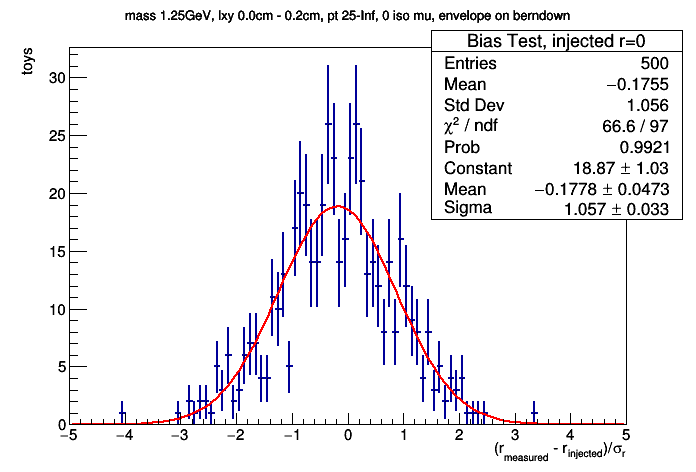 mass 1.25GeV, lxy 0.0cm - 0.2cm, pt 25-Inf, 0 iso mu, envelope on berndown
Bias Test, injected r=0
Entries 500
Mean −0.1755
Std Dev 1.056
χ² / ndf 66.6 / 97
Prob 0.9921
Constant 18.87 ± 1.03
Mean −0.1778 ± 0.0473
Sigma 1.057 ± 0.033
toys
30
25
20
15
10
5
0
−5 −4 −3 −2 −1 0 1 2 3 4 5
(r_measured - r_injected)/σ_r